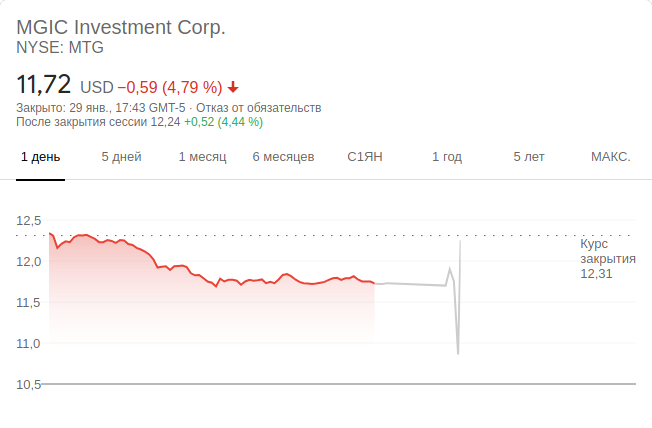 MGIC Investment Corp.
NYSE: MTG
11,72 USD −0,59 (4,79 %)
Закрыто: 29 янв., 17:43 GMT-5 · Отказ от обязательств
После закрытия сессии 12,24 +0,52 (4,44 %)
1 день 5 дней 1 месяц 6 месяцев С1ЯН 1 год 5 лет МАКС.
12,5
Курс
закрытия
12,31
12,0
11,5
11,0
10,5